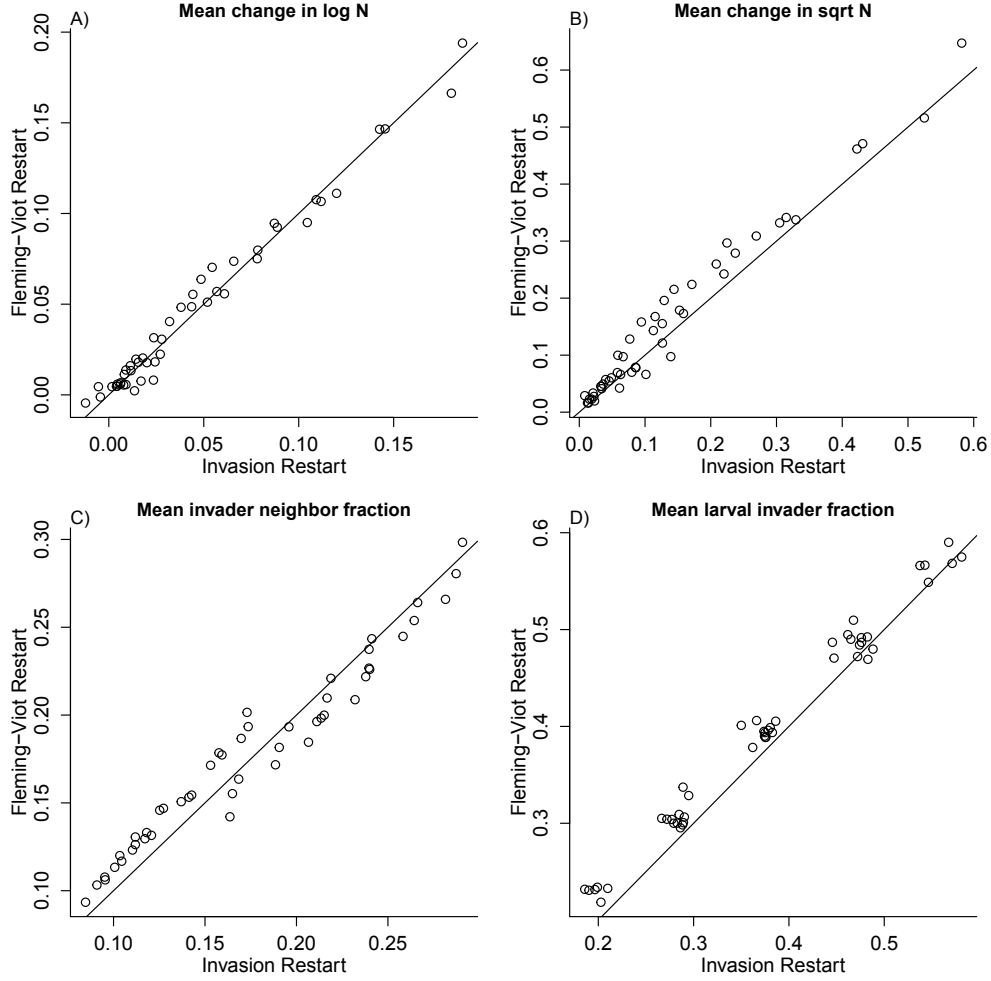 Mean change in log N
A)
0.20
0.15
0.10
0.05
0.00
Fleming−Viot Restart
0.00 0.05 0.10 0.15
Invasion Restart
Mean change in sqrt N
B)
0.6
0.5
0.4
0.3
0.2
0.1
0.0
Fleming−Viot Restart
0.0 0.1 0.2 0.3 0.4 0.5 0.6
Invasion Restart
Mean invader neighbor fraction
C)
0.30
0.25
0.20
0.15
0.10
Fleming−Viot Restart
0.10 0.15 0.20 0.25
Invasion Restart
Mean larval invader fraction
D)
0.6
0.5
0.4
0.3
Fleming−Viot Restart
0.2 0.3 0.4 0.5
Invasion Restart